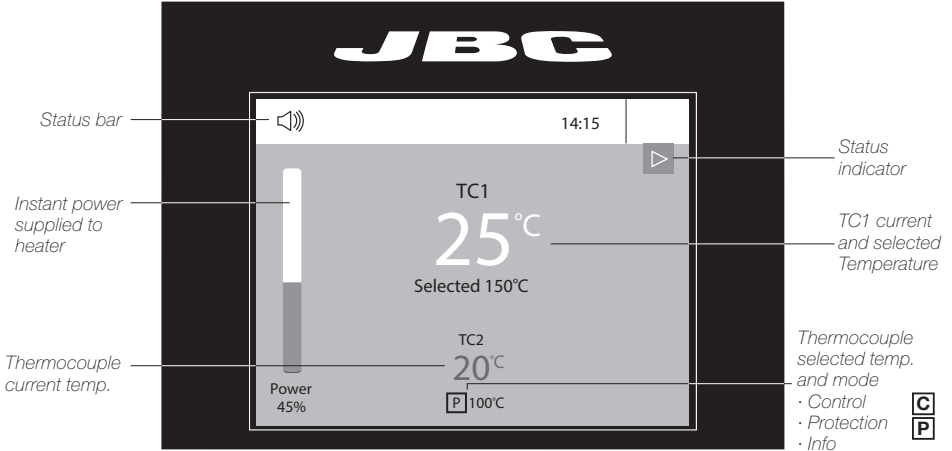 JBC
Status bar
14:15
Status
indicator
Instant power
supplied to
heater
TC1
25°C
Selected 150°C
TC1 current
and selected
Temperature
TC2
20°C
Thermocouple
current temp.
Power
45%
P 100°C
Thermocouple
selected temp.
and mode
· Control C
· Protection P
· Info